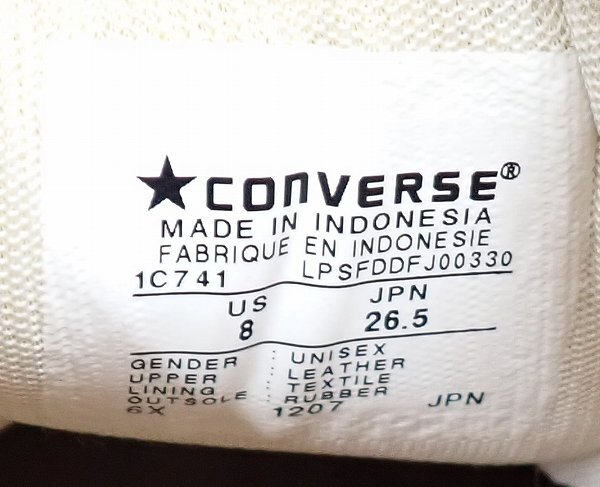 ★CONVERSE®
MADE IN INDONESIA
FABRIQUE EN INDONESIE
1C741 LPSFDDFJ00330
US JPN
8 26.5
GENDER : UNISEX
UPPER : LEATHER
LINING : TEXTILE
OUTSOLE : RUBBER
6X 1207 JPN